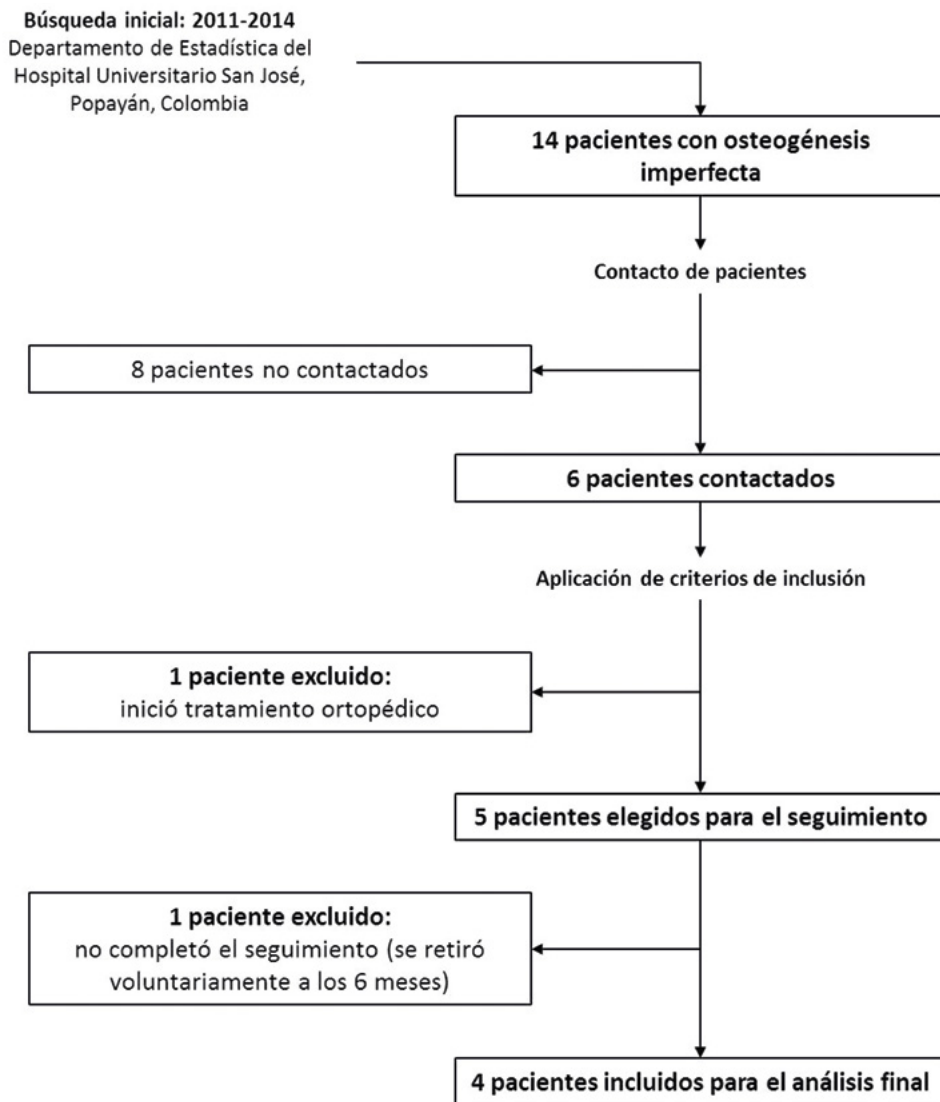 Búsqueda inicial: 2011-2014
Departamento de Estadística del
Hospital Universitario San José,
Popayán, Colombia
14 pacientes con osteogénesis
imperfecta
Contacto de pacientes
8 pacientes no contactados
6 pacientes contactados
Aplicación de criterios de inclusión
1 paciente excluido:
inició tratamiento ortopédico
5 pacientes elegidos para el seguimiento
1 paciente excluido:
no completó el seguimiento (se retiró
voluntariamente a los 6 meses)
4 pacientes incluidos para el análisis final